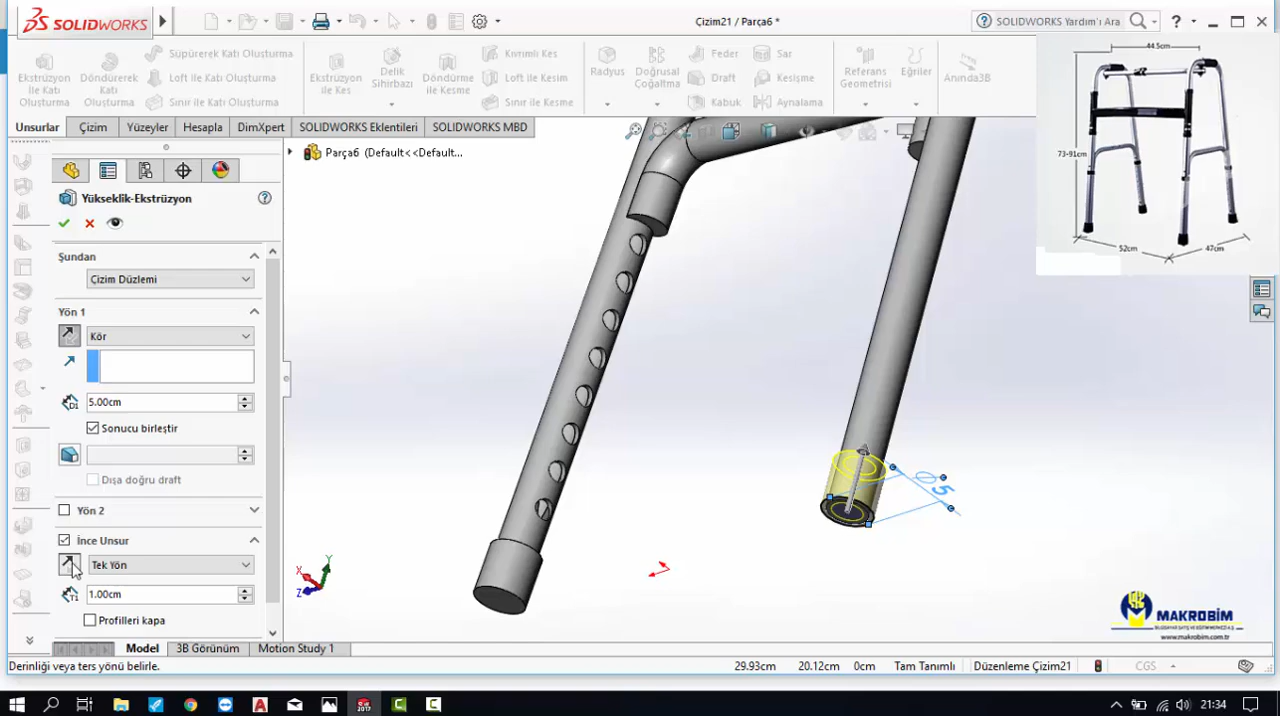 SOLIDWORKS
Çizim21 / Parça6 *
SOLIDWORKS Yardım'ı Ara
Ekstrüzyon İle Katı Oluşturma
Döndürerek Katı Oluşturma
Süpürerek Katı Oluşturma
Loft ile Katı Oluşturma
Sınır ile Katı Oluşturma
Ekstrüzyon ile Kes
Delik Sihirbazı
Döndürme ile Kesme
Kıvrımlı Kes
Loft ile Kesim
Sınır ile Kesme
Radyus
Doğrusal Çoğaltma
Feder
Draft
Kabuk
Sar
Kesişme
Aynalama
Referans Geometrisi
Eğriler
Anında3B
44.5cm
73-91cm
52cm
47cm
Unsurlar
Çizim
Yüzeyler
Hesapla
DimXpert
SOLIDWORKS Eklentileri
SOLIDWORKS MBD
Parça6 (Default<<Default...
Yükseklik-Ekstrüzyon
Şundan
Çizim Düzlemi
Yön 1
Kör
D1
5.00cm
Sonucu birleştir
Dışa doğru draft
Yön 2
İnce Unsur
Tek Yön
T1
1.00cm
Profilleri kapa
∅5
Y
X
Z
MAKROBİM
www.makrobim.com.tr
Model
3B Görünüm
Motion Study 1
Derinliği veya ters yönü belirle.
29.93cm
20.12cm
0cm
Tam Tanımlı
Düzenleme Çizim21
CGS
21:34